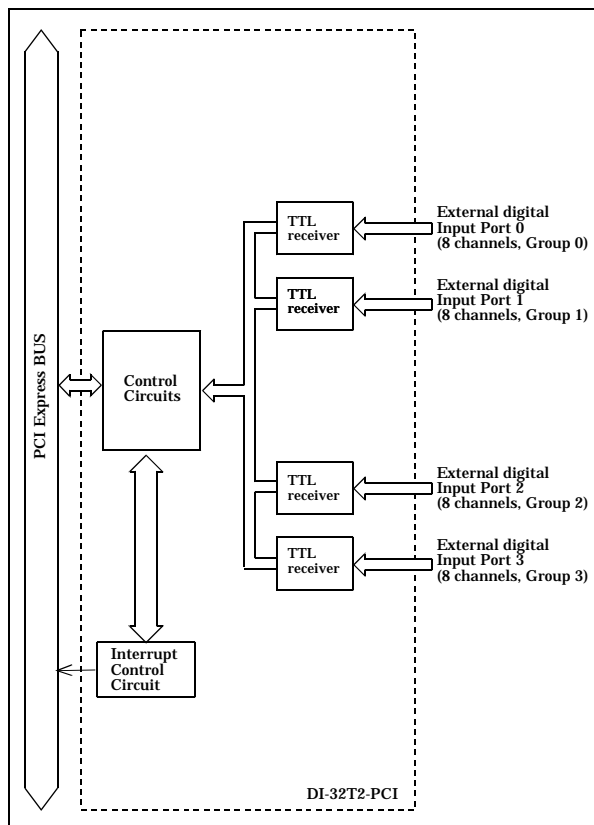 TTL
receiver
External digital
Input Port 0
(8 channels, Group 0)
TTL
receiver
External digital
Input Port 1
(8 channels, Group 1)
PCI Express BUS
Control
Circuits
TTL
receiver
External digital
Input Port 2
(8 channels, Group 2)
TTL
receiver
External digital
Input Port 3
(8 channels, Group 3)
Interrupt
Control
Circuit
DI-32T2-PCI